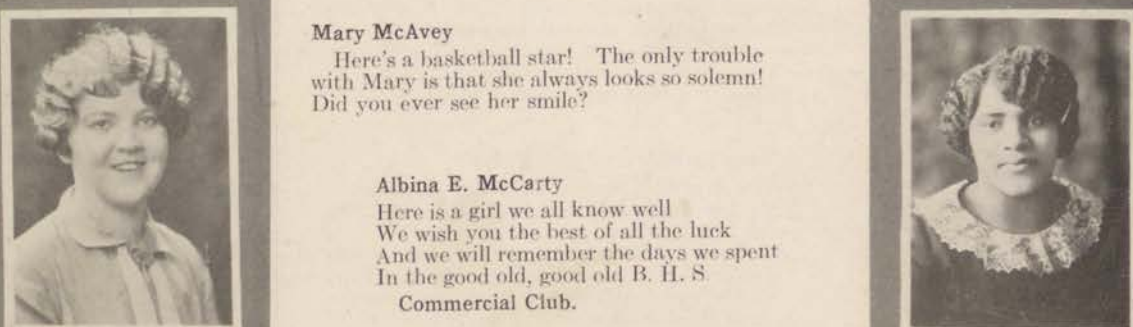 Mary McAvey
Here's a basketball star! The only trouble
with Mary is that she always looks so solemn!
Did you ever see her smile?
Albina E. McCarty
Here is a girl we all know well
We wish you the best of all the luck
And we will remember the days we spent
In the good old, good old B. H. S.
Commercial Club.